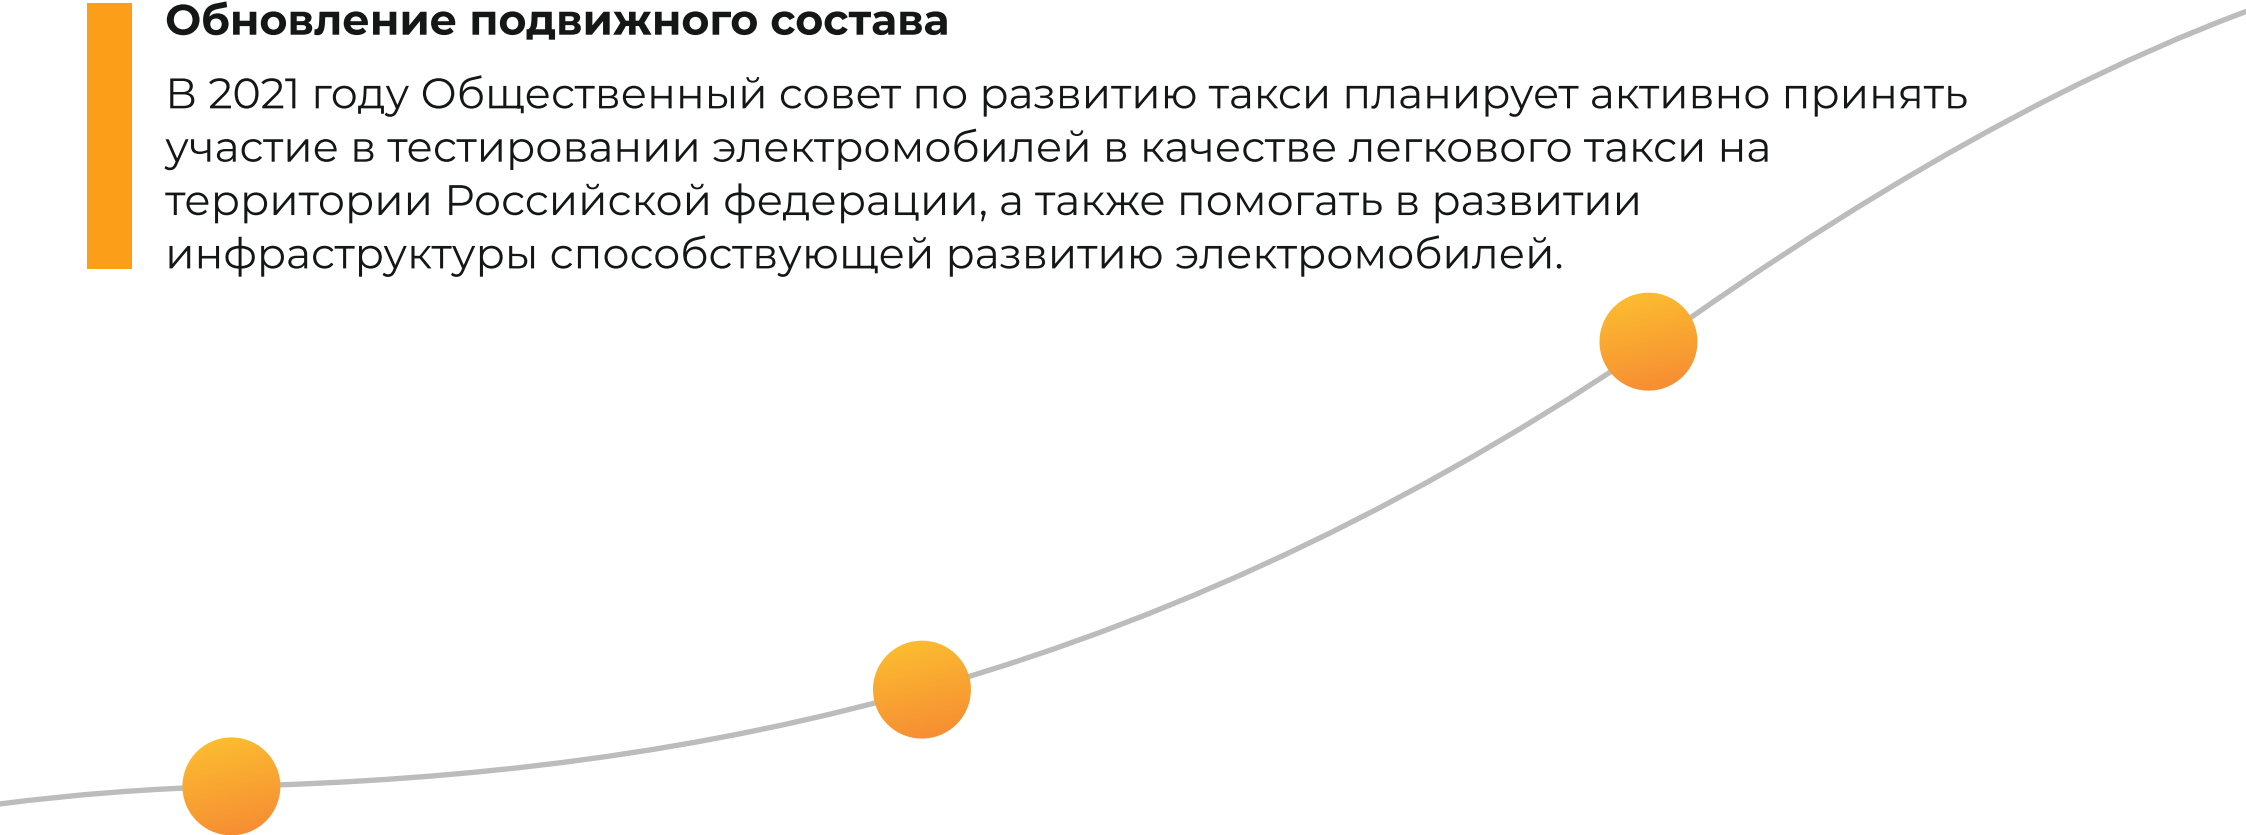 Обновление подвижного состава
В 2021 году Общественный совет по развитию такси планирует активно принять
участие в тестировании электромобилей в качестве легкового такси на
территории Российской федерации, а также помогать в развитии
инфраструктуры способствующей развитию электромобилей.